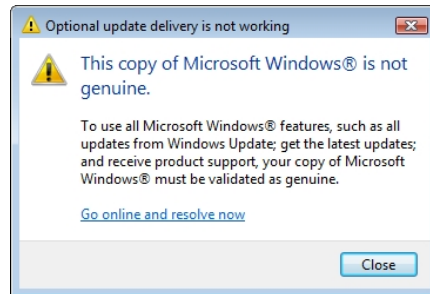 Optional update delivery is not working
This copy of Microsoft Windows® is not
genuine.
To use all Microsoft Windows® features, such as all
updates from Windows Update; get the latest updates;
and receive product support, your copy of Microsoft
Windows® must be validated as genuine.
Go online and resolve now
Close